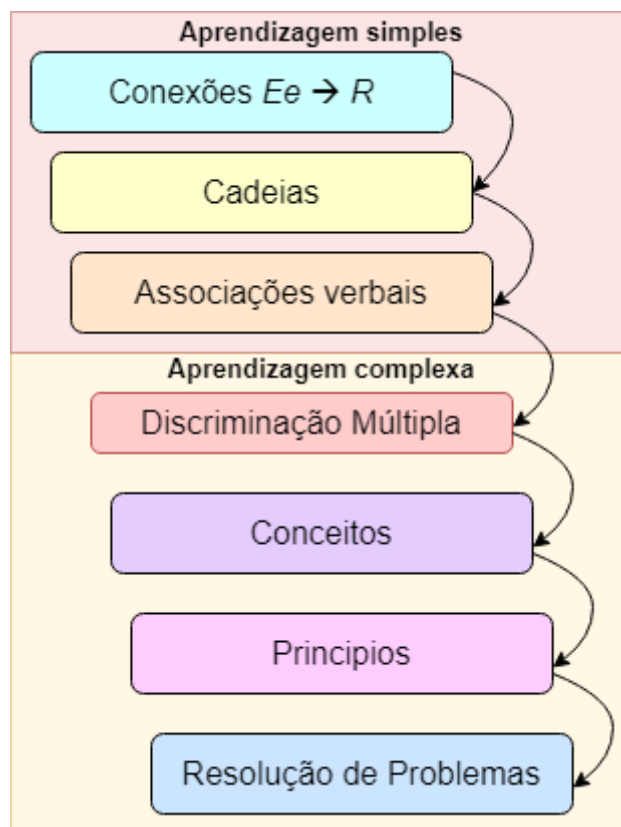 Aprendizagem simples
Conexões Ee → R
Cadeias
Associações verbais
Aprendizagem complexa
Discriminação Múltipla
Conceitos
Principios
Resolução de Problemas